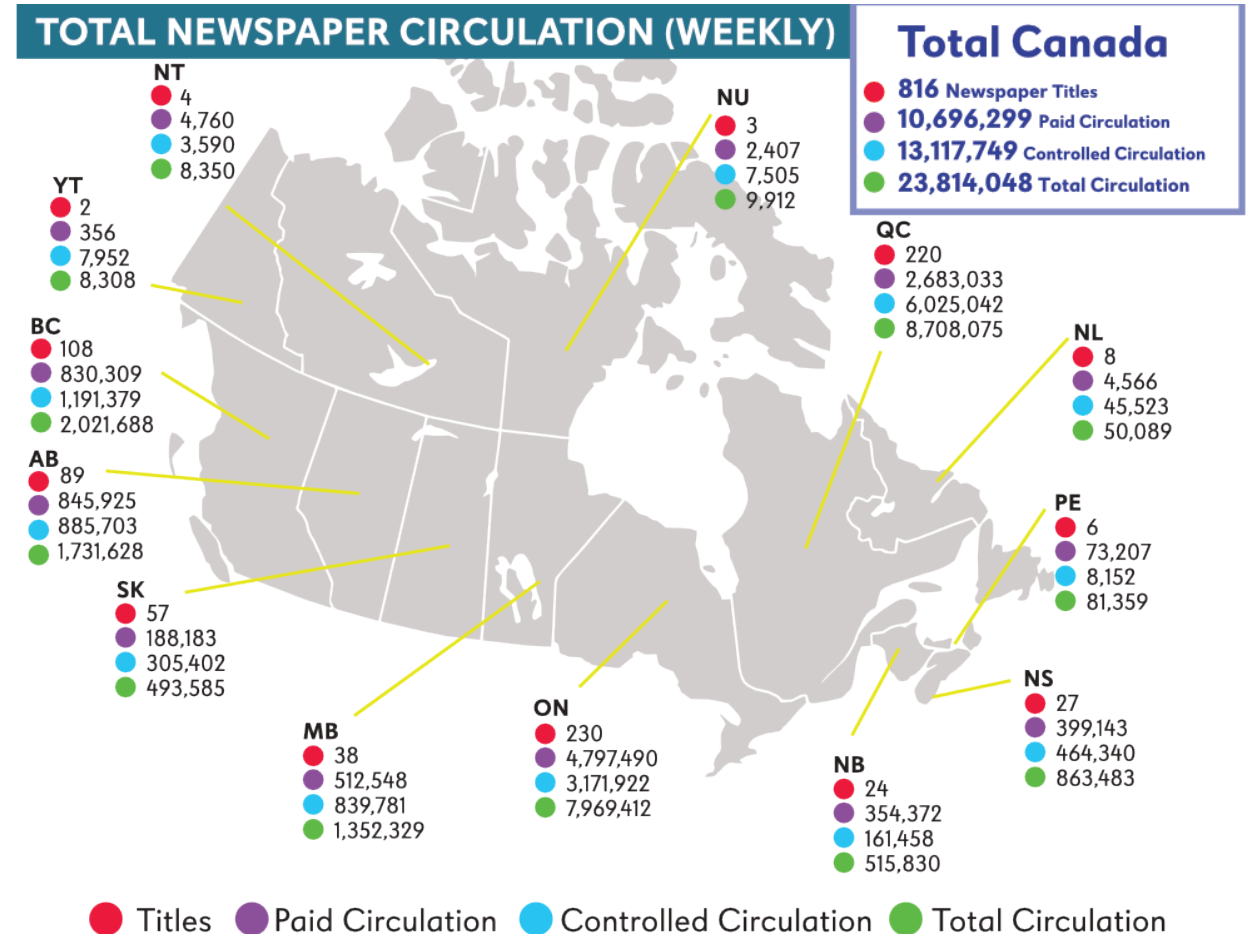 TOTAL NEWSPAPER CIRCULATION (WEEKLY)
Total Canada
816 Newspaper Titles
10,696,299 Paid Circulation
13,117,749 Controlled Circulation
23,814,048 Total Circulation
NT
4
4,760
3,590
8,350
NU
3
2,407
7,505
9,912
YT
2
356
7,952
8,308
QC
220
2,683,033
6,025,042
8,708,075
BC
108
830,309
1,191,379
2,021,688
NL
8
4,566
45,523
50,089
AB
89
845,925
885,703
1,731,628
PE
6
73,207
8,152
81,359
SK
57
188,183
305,402
493,585
NS
27
399,143
464,340
863,483
MB
38
512,548
839,781
1,352,329
ON
230
4,797,490
3,171,922
7,969,412
NB
24
354,372
161,458
515,830
Titles Paid Circulation Controlled Circulation Total Circulation